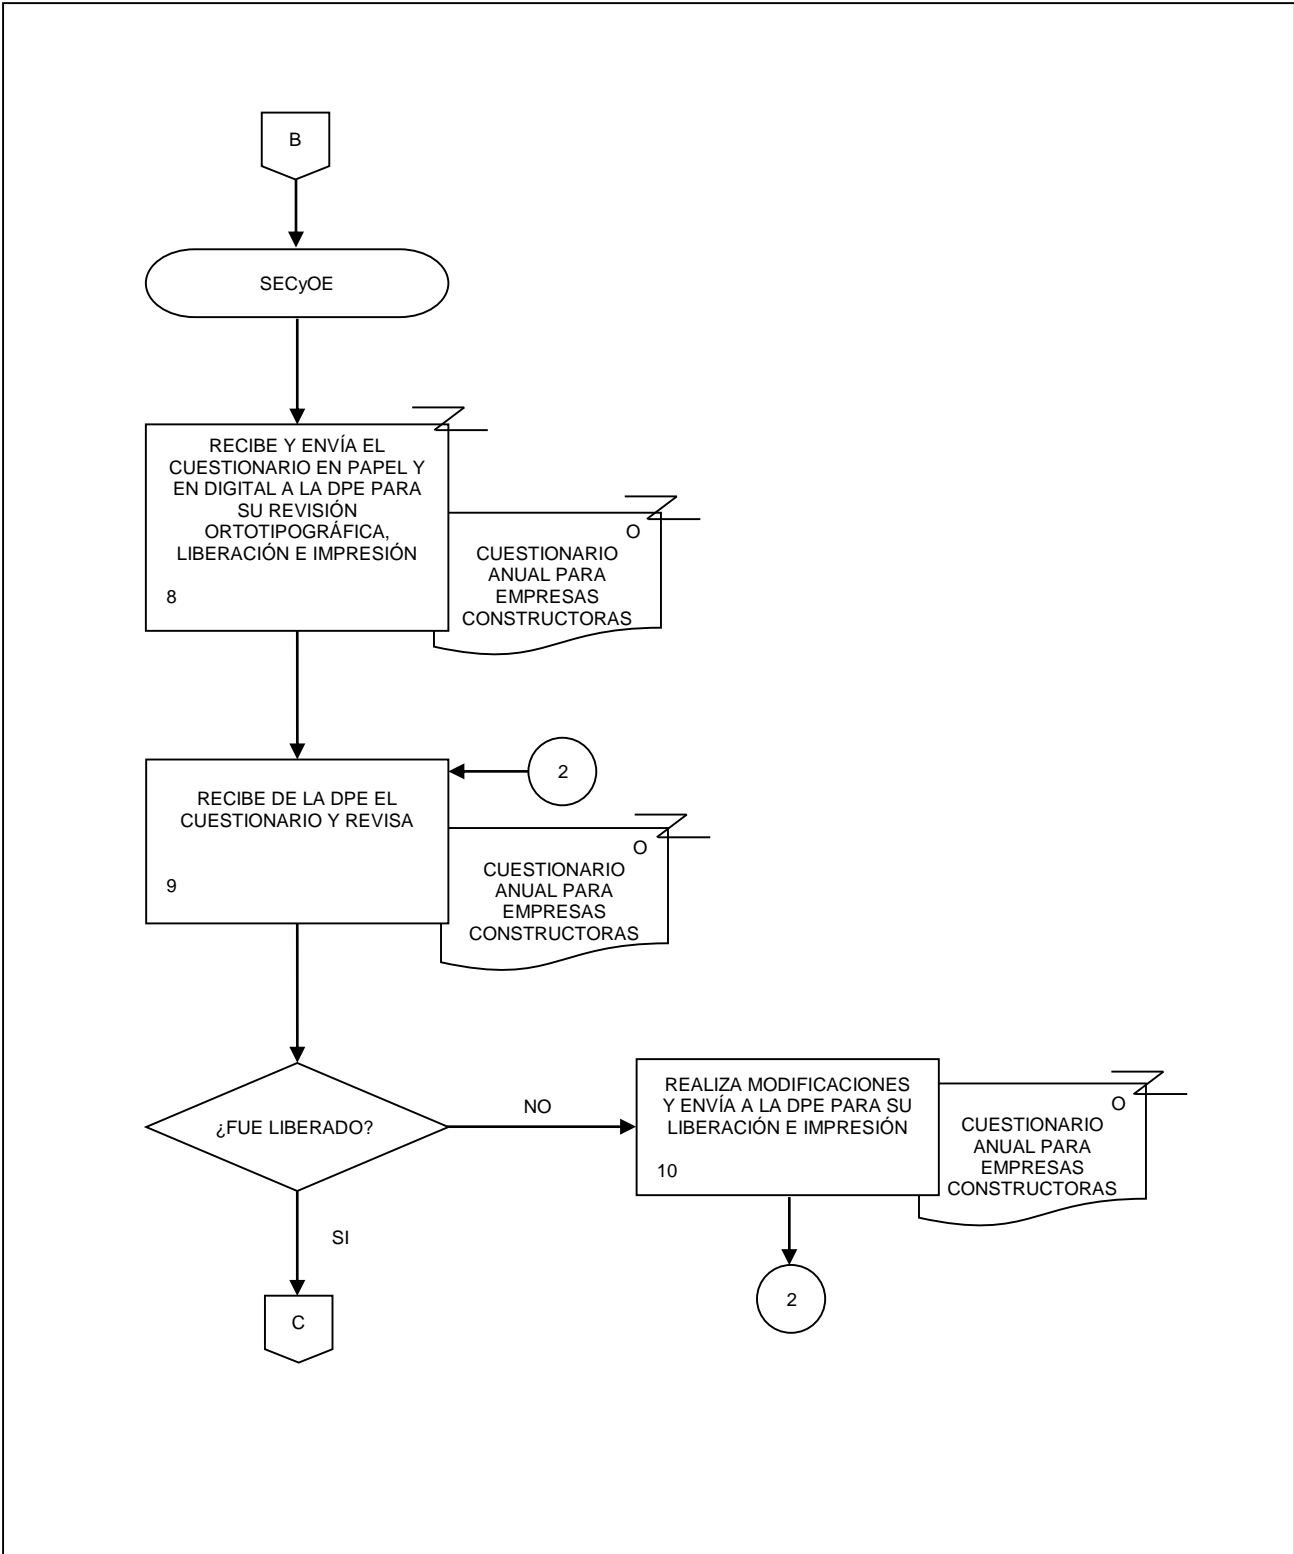 B
SECyOE
RECIBE Y ENVÍA EL
CUESTIONARIO EN PAPEL Y
EN DIGITAL A LA DPE PARA
SU REVISIÓN
ORTOTIPOGRÁFICA,
LIBERACIÓN E IMPRESIÓN
8
O
CUESTIONARIO
ANUAL PARA
EMPRESAS
CONSTRUCTORAS
2
RECIBE DE LA DPE EL
CUESTIONARIO Y REVISA
9
O
CUESTIONARIO
ANUAL PARA
EMPRESAS
CONSTRUCTORAS
¿FUE LIBERADO?
NO
REALIZA MODIFICACIONES
Y ENVÍA A LA DPE PARA SU
LIBERACIÓN E IMPRESIÓN
10
O
CUESTIONARIO
ANUAL PARA
EMPRESAS
CONSTRUCTORAS
SI
2
C